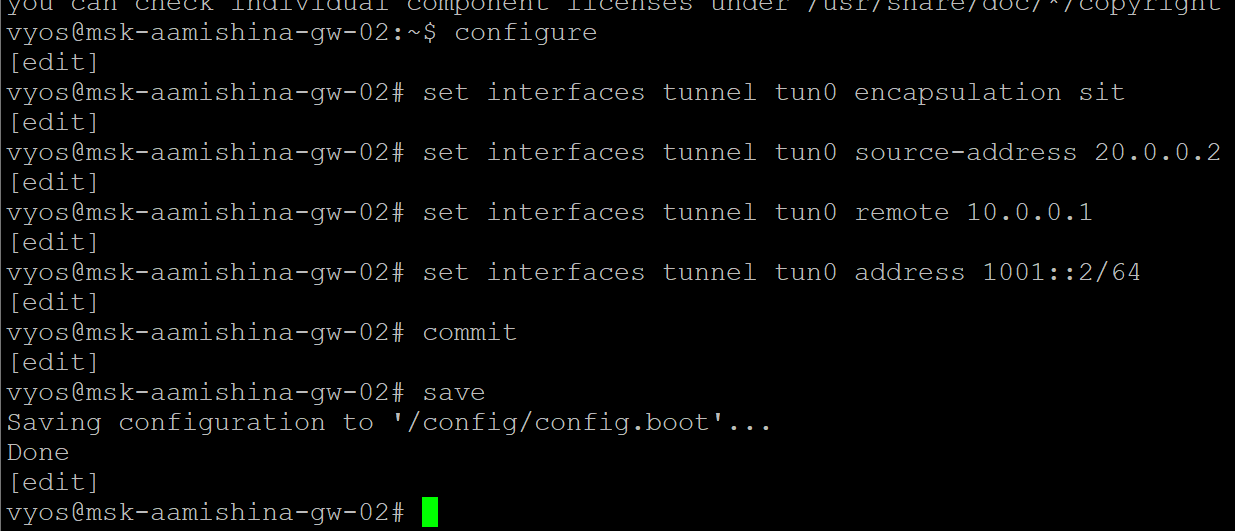 you can check individual component licenses under /usr/share/doc/*/copyright
vyos@msk-aamishina-gw-02:~$ configure
[edit]
vyos@msk-aamishina-gw-02# set interfaces tunnel tun0 encapsulation sit
[edit]
vyos@msk-aamishina-gw-02# set interfaces tunnel tun0 source-address 20.0.0.2
[edit]
vyos@msk-aamishina-gw-02# set interfaces tunnel tun0 remote 10.0.0.1
[edit]
vyos@msk-aamishina-gw-02# set interfaces tunnel tun0 address 1001::2/64
[edit]
vyos@msk-aamishina-gw-02# commit
[edit]
vyos@msk-aamishina-gw-02# save
Saving configuration to '/config/config.boot'...
Done
[edit]
vyos@msk-aamishina-gw-02#